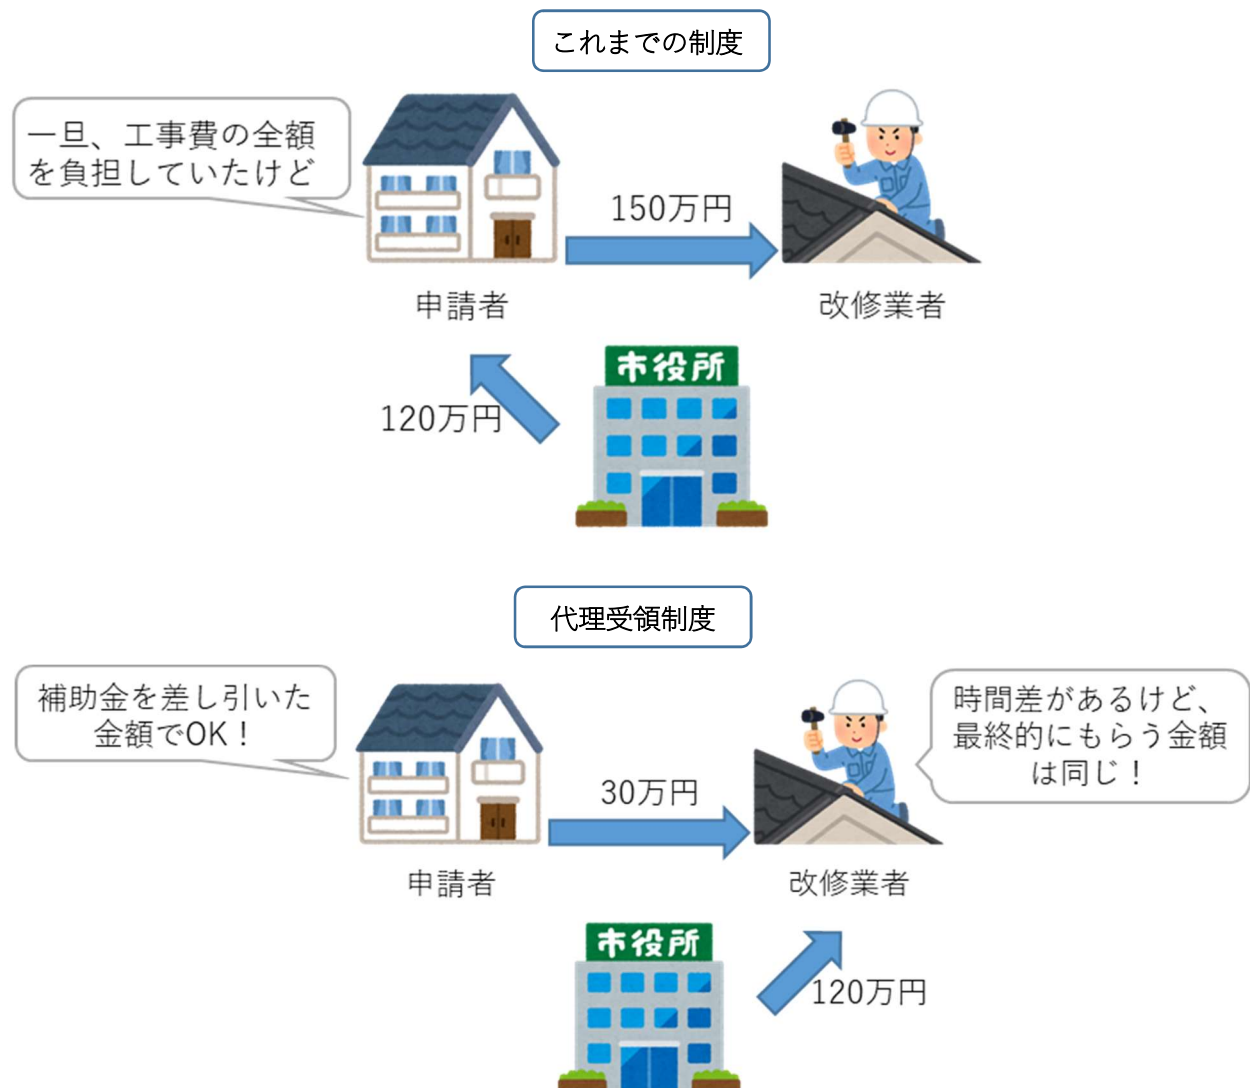 これまでの制度
一旦、工事費の全額
を負担していたけど
150万円
申請者
改修業者
市役所
120万円
代理受領制度
補助金を差し引いた
金額でOK！
時間差があるけど、
最終的にもらう金額
は同じ！
30万円
申請者
改修業者
市役所
120万円